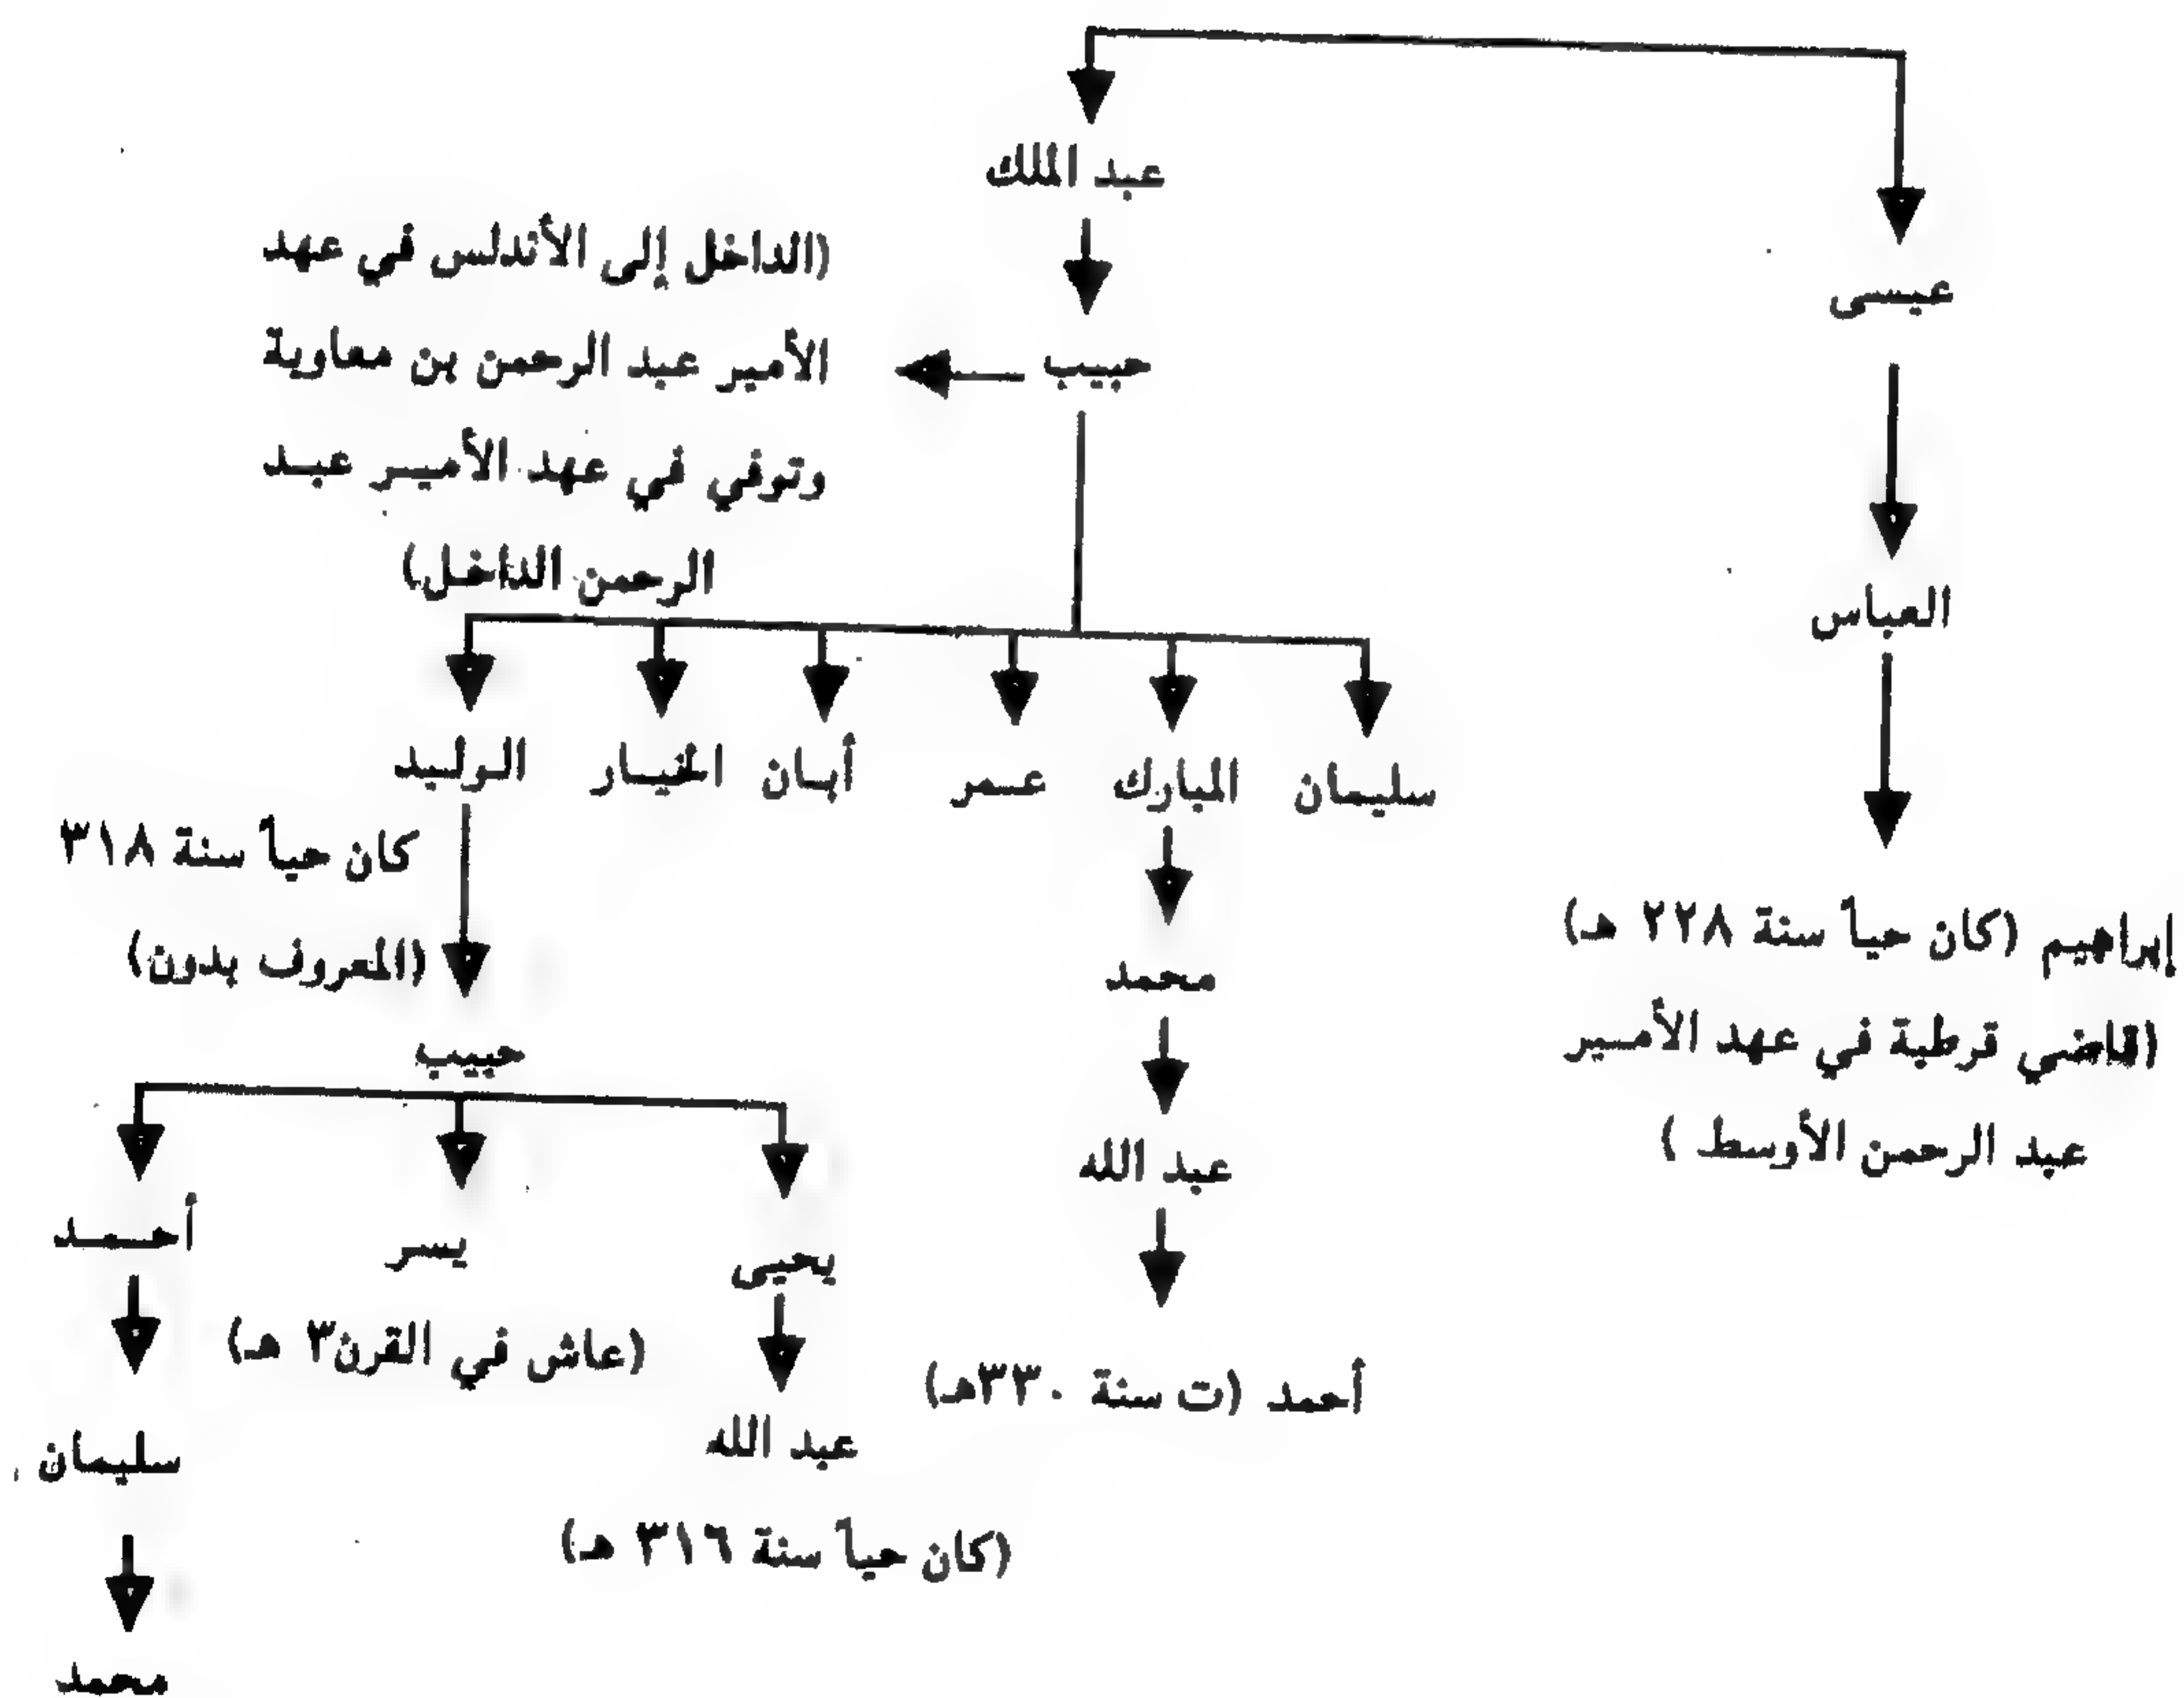 عبد الملك
عيسى
حبيب
(الداخل إلى الأندلس في عهد
الأمير عبد الرحمن بن معاوية
وتوفي في عهد الأمير عبد
الرحمن الداخل)
العباس
إبراهيم (كان حياً سنة ٢٢٨ هـ)
(قاضي قرطبة في عهد الأمير
عبد الرحمن الأوسط )
سليمان المبارك عمر أبان الخيار الوليد
محمد
عبد الله
أحمد (ت سنة ٣٣٠هـ)
كان حياً سنة ٣١٨
(المعروف بدون)
حبيب
يحيى يسر أحمد
(عاش في القرن٣ هـ)
عبد الله
(كان حياً سنة ٣١٦ هـ)
سليمان
محمد